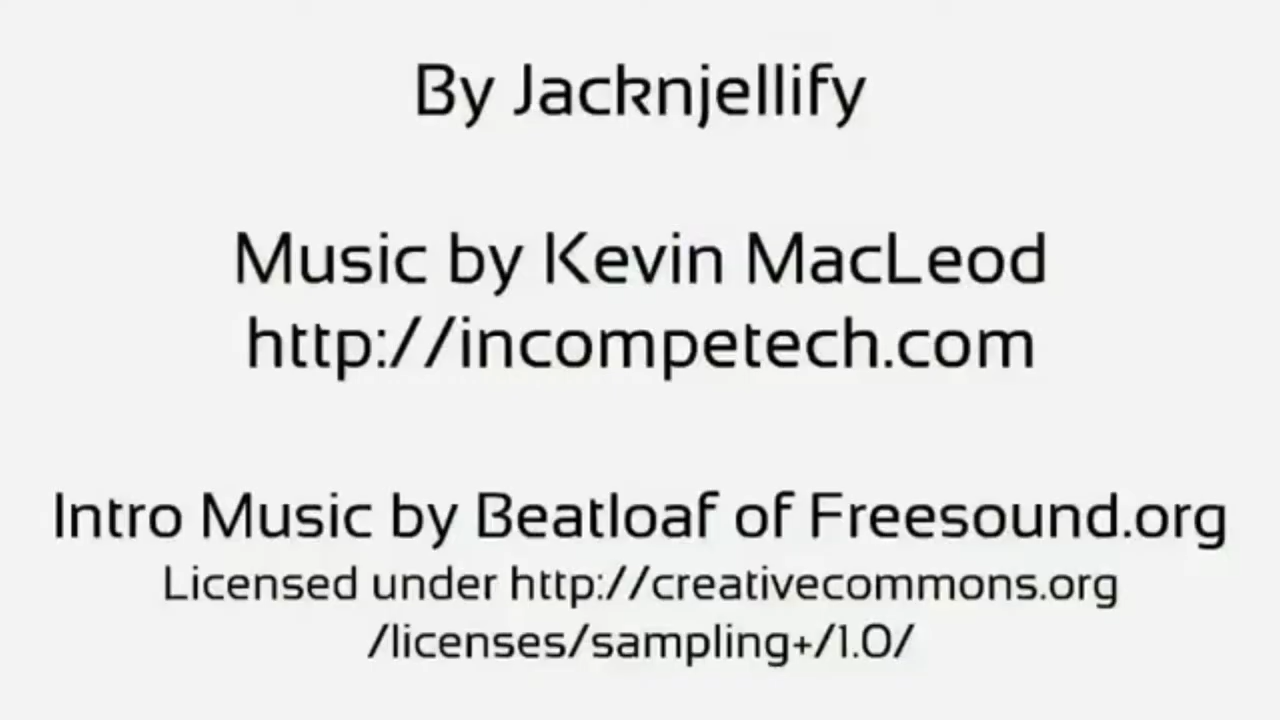 By Jacknjellify
Music by Kevin MacLeod
http://incompetech.com
Intro Music by Beatloaf of Freesound.org
Licensed under http://creativecommons.org
/licenses/sampling+/1.0/